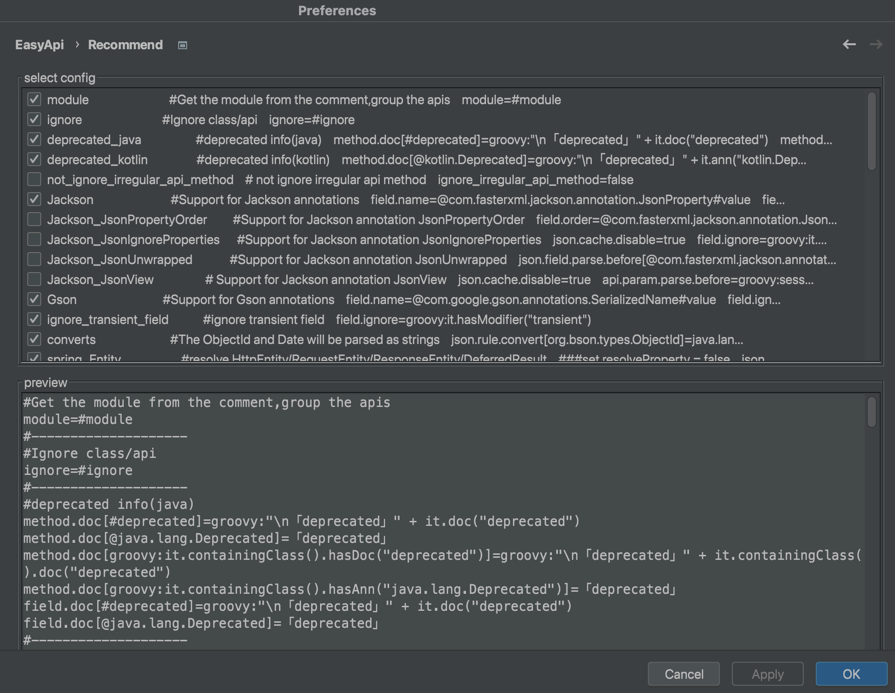 Preferences
EasyApi › Recommend
select config
module #Get the module from the comment,group the apis module=#module
ignore #Ignore class/api ignore=#ignore
deprecated_java #deprecated info(java) method.doc[#deprecated]=groovy:"\n「deprecated」" + it.doc("deprecated") method...
deprecated_kotlin #deprecated info(kotlin) method.doc[@kotlin.Deprecated]=groovy:"\n「deprecated」" + it.ann("kotlin.Dep...
not_ignore_irregular_api_method # not ignore irregular api method ignore_irregular_api_method=false
Jackson #Support for Jackson annotations field.name=@com.fasterxml.jackson.annotation.JsonProperty#value fie...
Jackson_JsonPropertyOrder #Support for Jackson annotation JsonPropertyOrder field.order=@com.fasterxml.jackson.annotation.Json...
Jackson_JsonIgnoreProperties #Support for Jackson annotation JsonIgnoreProperties json.cache.disable=true field.ignore=groovy:it....
Jackson_JsonUnwrapped #Support for Jackson annotation JsonUnwrapped json.field.parse.before[@com.fasterxml.jackson.annotat...
Jackson_JsonView # Support for Jackson annotation JsonView json.cache.disable=true api.param.parse.before=groovy:sess...
Gson #Support for Gson annotations field.name=@com.google.gson.annotations.SerializedName#value field.ign...
ignore_transient_field #ignore transient field field.ignore=groovy:it.hasModifier("transient")
converts #The ObjectId and Date will be parsed as strings json.rule.convert[org.bson.types.ObjectId]=java.lan...
spring_Entity #resolve HttpEntity/RequestEntity/ResponseEntity/DeferredResult ###set resolveProperty = false json
preview
#Get the module from the comment,group the apis
module=#module
#--------------------
#Ignore class/api
ignore=#ignore
#--------------------
#deprecated info(java)
method.doc[#deprecated]=groovy:"\n「deprecated」" + it.doc("deprecated")
method.doc[@java.lang.Deprecated]=「deprecated」
method.doc[groovy:it.containingClass().hasDoc("deprecated")]=groovy:"\n「deprecated」" + it.containingClass(
).doc("deprecated")
method.doc[groovy:it.containingClass().hasAnn("java.lang.Deprecated")]=「deprecated」
field.doc[#deprecated]=groovy:"\n「deprecated」" + it.doc("deprecated")
field.doc[@java.lang.Deprecated]=「deprecated」
#--------------------
Cancel Apply OK